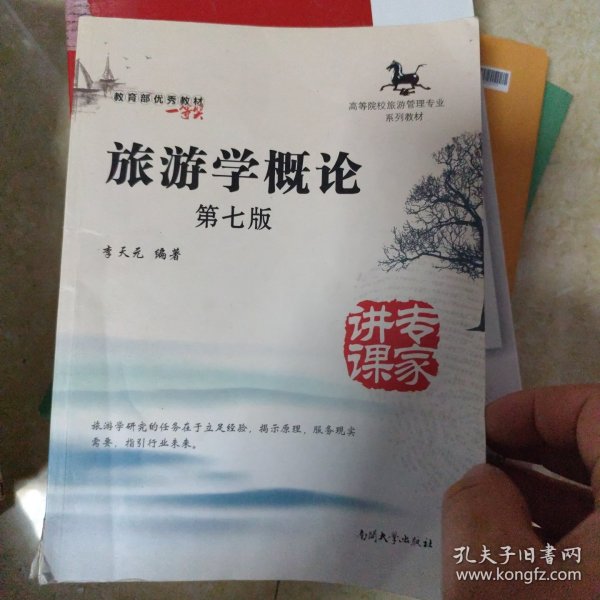 教育部优秀教材
一等奖
高等院校旅游管理专业
系列教材
旅游学概论
第七版
李天元 编著
专家
讲课
旅游学研究的任务在于立足经验，揭示原理，服务现实
需要，指引行业未来。
南開大學出版社
孔夫子旧书网
www.kongfz.com